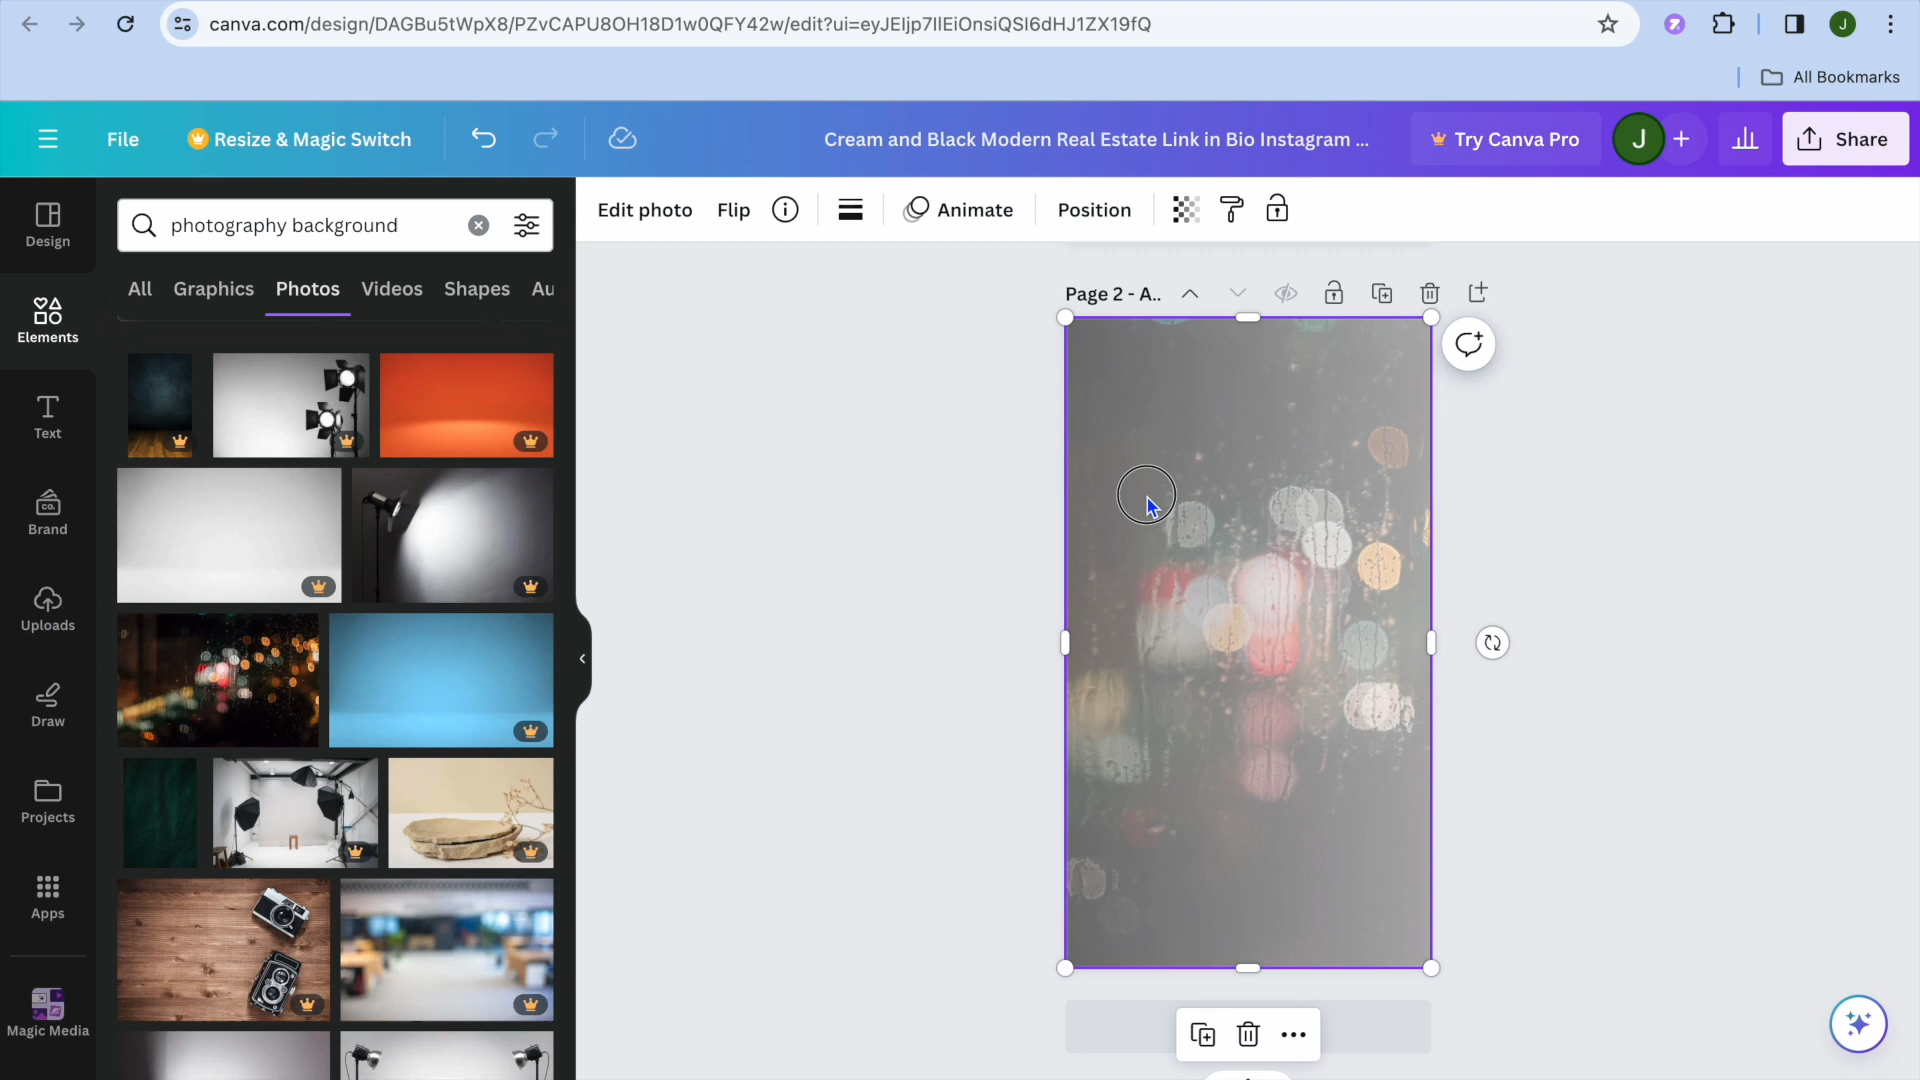 canva.com/design/DAGBu5tWpX8/PZvCAPU8OH18D1w0QFY42w/edit?ui=eyJEIjp7IlEiOnsiQSI6dHJ1ZX19fQ
J
All Bookmarks
File
Resize & Magic Switch
Cream and Black Modern Real Estate Link in Bio Instagram ...
Try Canva Pro
J
Share
Design
Elements
Text
Brand
CO.
Uploads
Draw
Projects
Apps
Magic Media
photography background
All Graphics Photos Videos Shapes Au
Edit photo
Flip
Animate
Position
Page 2 - A..